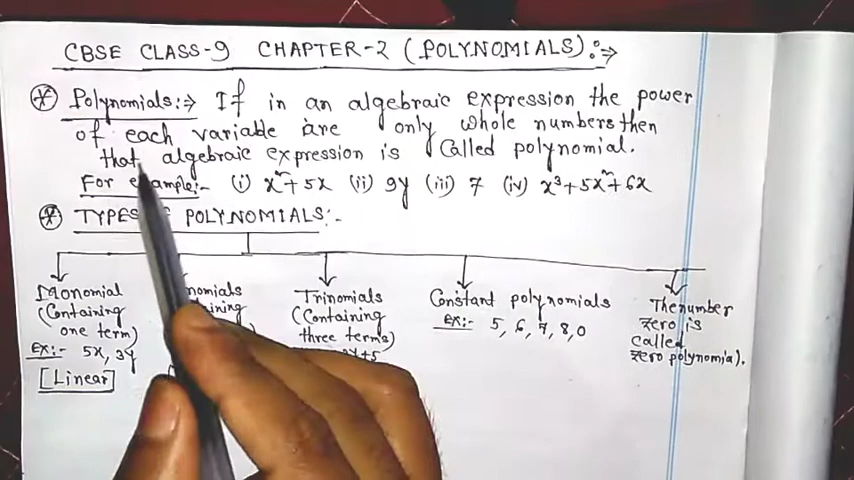 CBSE CLASS-9 CHAPTER-2 (POLYNOMIALS):⇒
Polynomials:⇒ If in an algebraic expression the power
of each variable are only whole numbers then
that algebraic expression is called polynomial.
For example:- (i) x²+5x (ii) 9y (iii) 7 (iv) x³+5x²+6x
TYPES POLYNOMIALS:-
Monomial
(Containing
one term)
Ex:- 5x, 3y
[Linear]
Trinomials
(Containing
three terms)
+5
Constant polynomials
Ex:- 5, 6, 7, 8, 0
The number
zero is
called
zero polynomial).